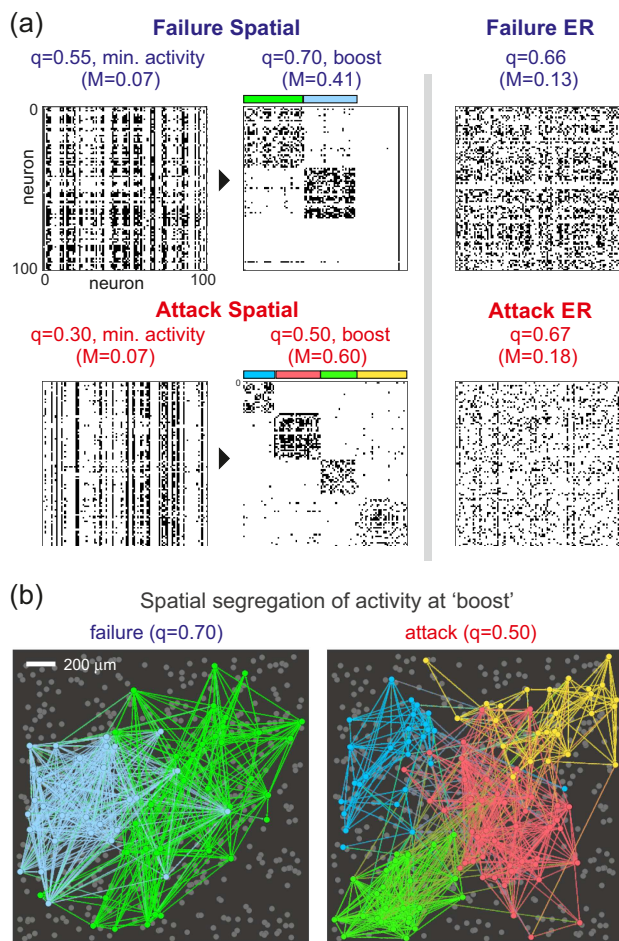 (a)
Failure Spatial
Failure ER
q=0.55, min. activity
(M=0.07)
q=0.70, boost
(M=0.41)
q=0.66
(M=0.13)
0
neuron
100
0
100
neuron
Attack Spatial
Attack ER
q=0.30, min. activity
(M=0.07)
q=0.50, boost
(M=0.60)
q=0.67
(M=0.18)
0
(b)
Spatial segregation of activity at ‘boost’
failure (q=0.70)
attack (q=0.50)
200 µm